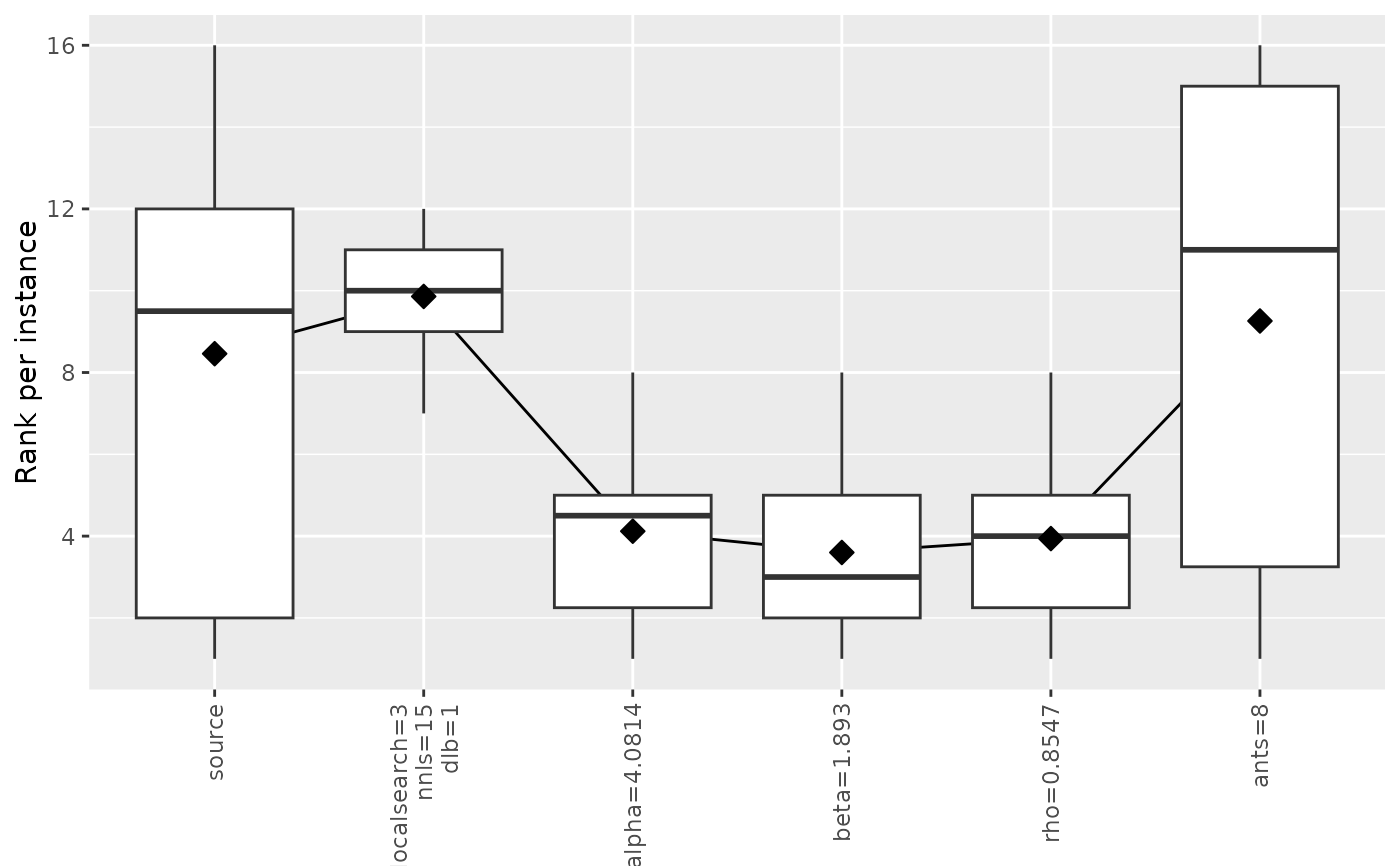 Rank per instance
16
12
8
4
source
ocalsearch=3
nnls=15
dlb=1
alpha=4.0814
beta=1.893
rho=0.8547
ants=8